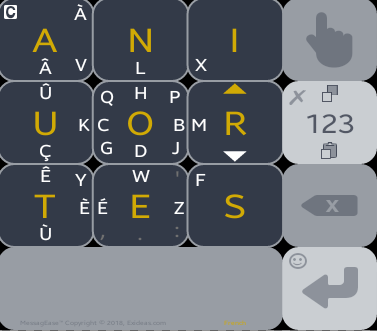 C À
A N I
Â V L X
Û Q H P
U K C O B M R 123
Ç G D J
Ê Y W ' F
T È É E Z S x
Ù , . :
MessagEase™ Copyright © 2018, Exideas.com